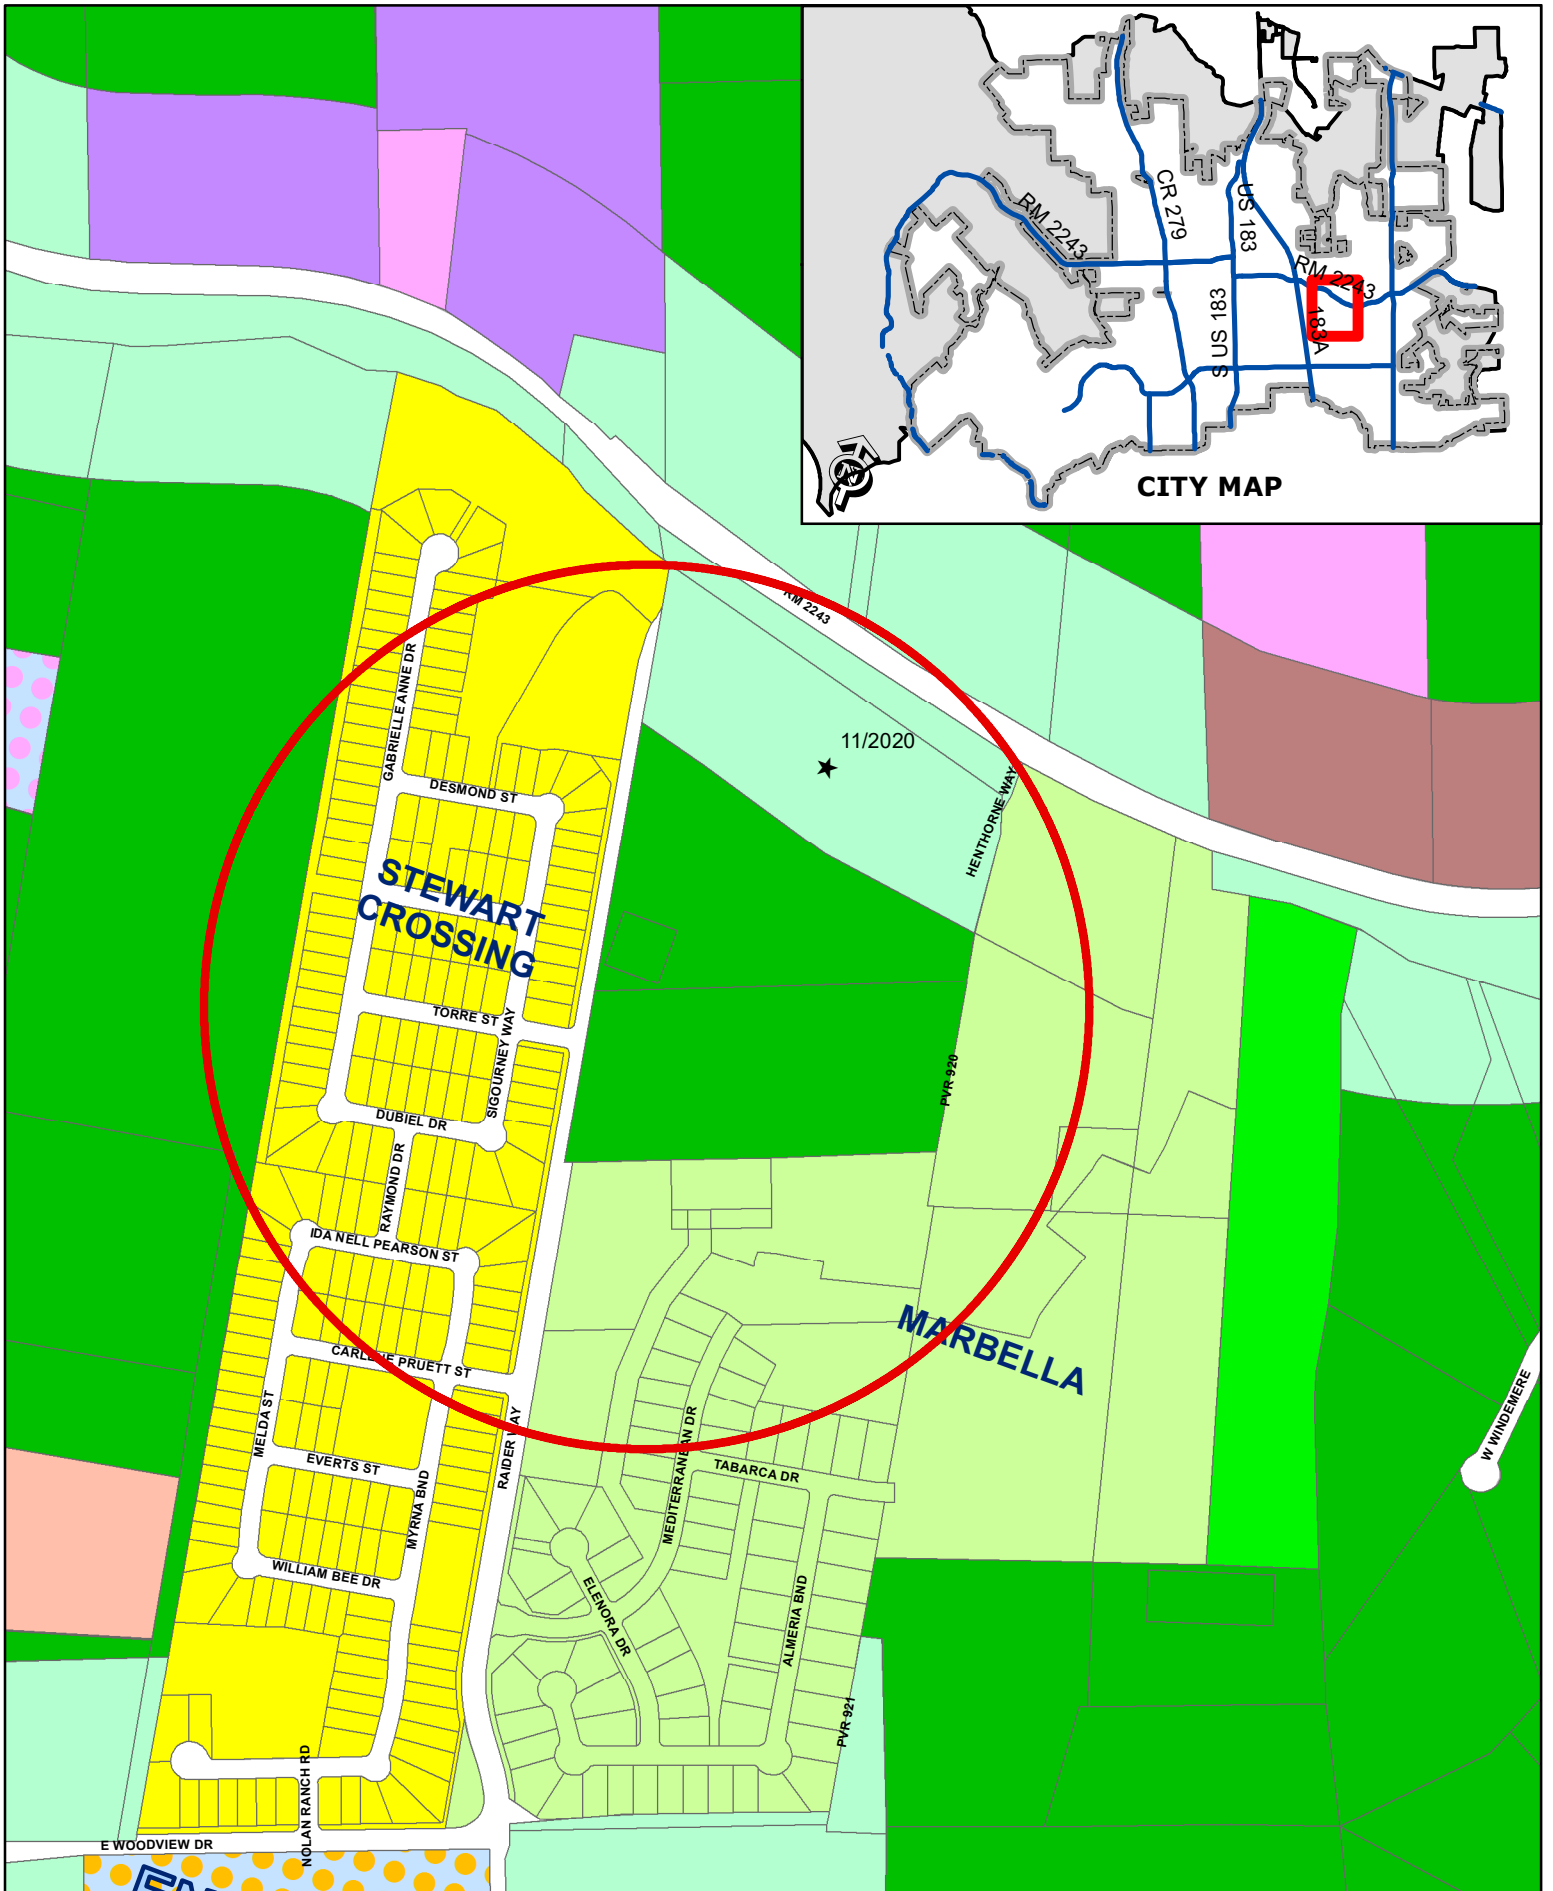 CR 279
US 183
RM 2243
RM 2243
183A
S US 183
CITY MAP
RM 2243
GABRIELLE ANNE DR
11/2020
DESMOND ST
HENTHORNE WAY
STEWART
CROSSING
TORRE ST
SIGOURNEY WAY
PVR 920
DUBIEL DR
RAYMOND DR
IDA NELL PEARSON ST
MARBELLA
CARLENE PRUETT ST
MELDA ST
RAIDER WAY
MEDITERRANEAN DR
W WINDEMERE
EVERTS ST
TABARCA DR
MYRNA BND
WILLIAM BEE DR
ELENORA DR
ALMERIA BND
PVR 921
NOLAN RANCH RD
E WOODVIEW DR